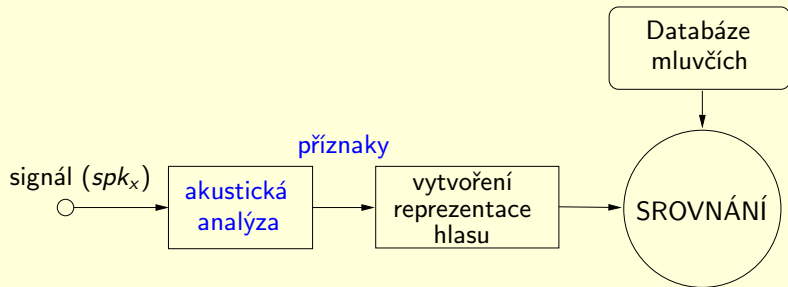 Databáze
mluvčích
příznaky
signál (spkₓ)
akustická
analýza
vytvoření
reprezentace
hlasu
SROVNÁNÍ